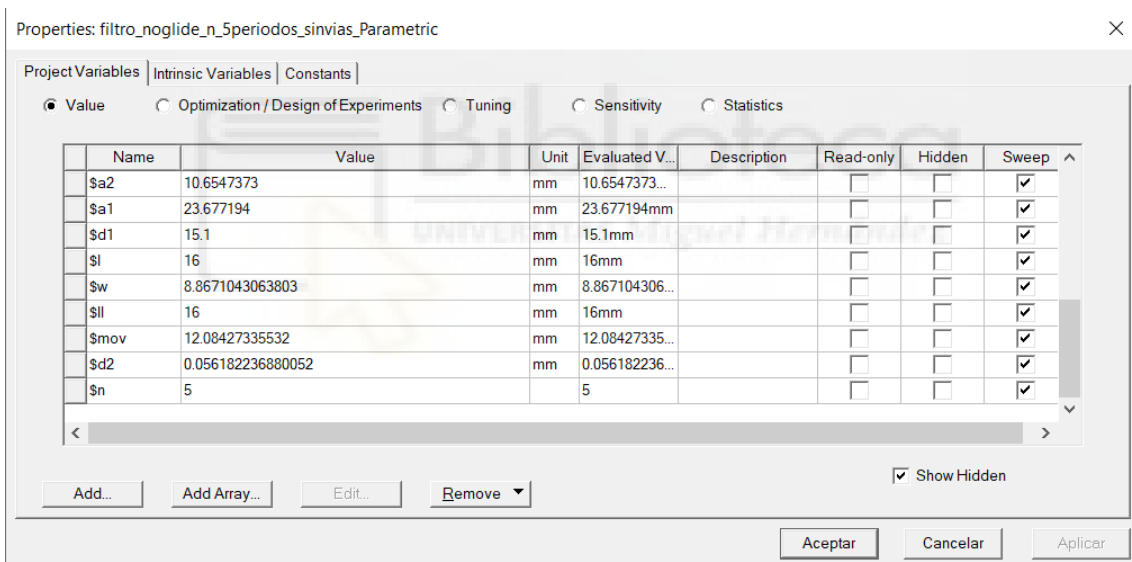 Properties: filtro_noglide_n_5periodos_sinvias_Parametric
Project Variables Intrinsic Variables Constants
Value Optimization / Design of Experiments Tuning Sensitivity Statistics
Name Value Unit Evaluated V... Description Read-only Hidden Sweep
$a2 10.6547373 mm 10.6547373...
$a1 23.677194 mm 23.677194mm
$d1 15.1 mm 15.1mm
$l 16 mm 16mm
$w 8.8671043063803 mm 8.867104306...
$ll 16 mm 16mm
$mov 12.08427335532 mm 12.08427335...
$d2 0.056182236880052 mm 0.056182236...
$n 5 5
Biblioteca
UNIVERSITAS Miguel Hernández
Show Hidden
Add... Add Array... Edit... Remove
Aceptar Cancelar Aplicar